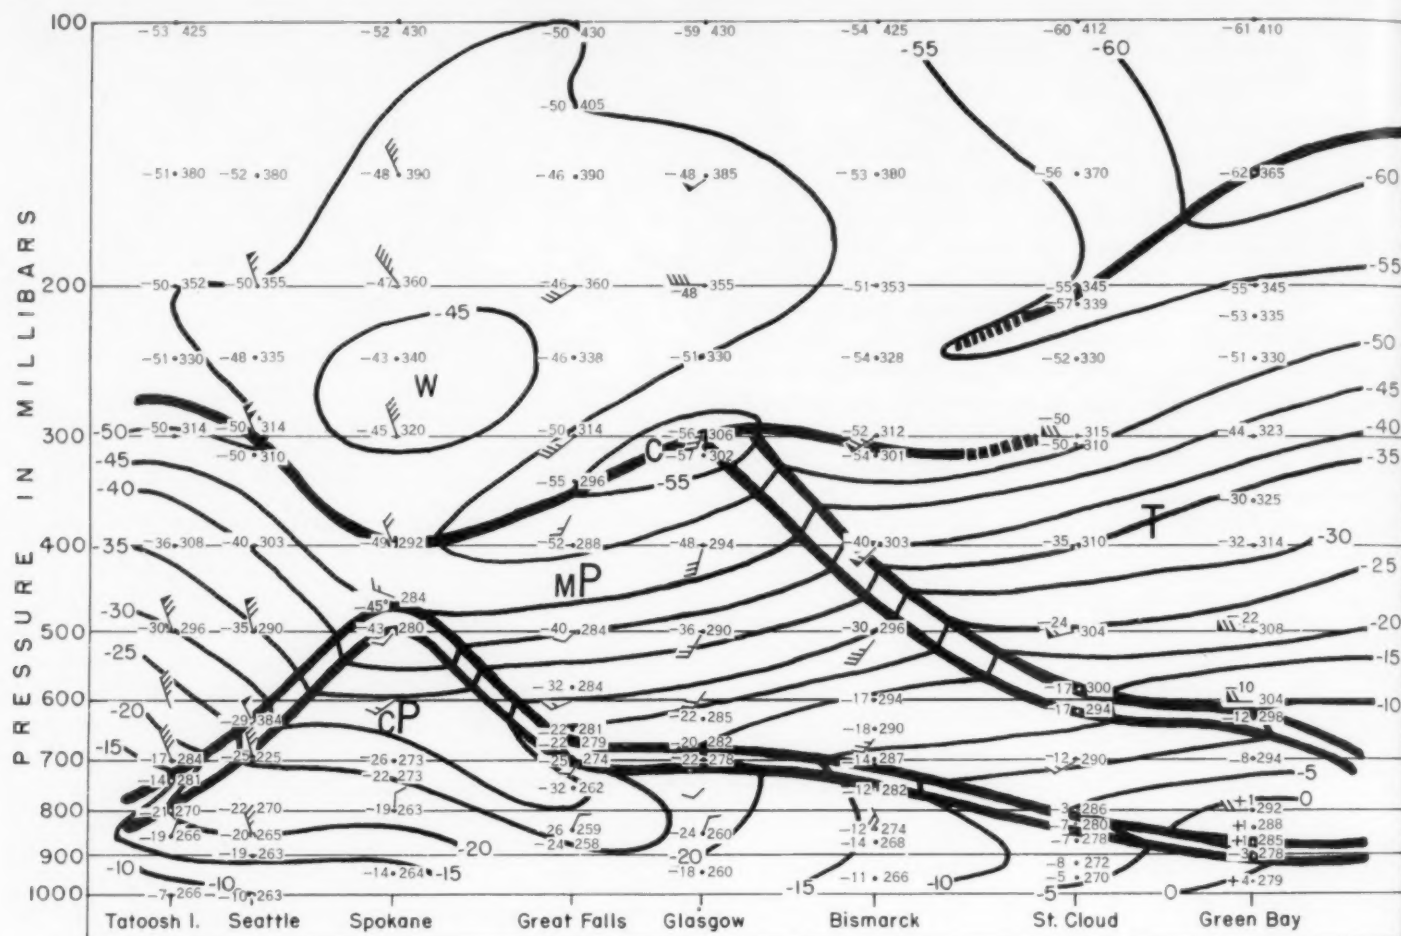 100
-53 425 -52 430 -50 430 -59 430 -54 425 -60 412 -61 410
-55 -60
-50 405
-51 380 -52 380 -48 390 -46 390 -48 385 -53 380 -56 370 -62 365
-60
-55
200
-50 352 -50 355 -47 360 -46 360 -48 355 -51 353 -55 345 -55 345
-57 339
-45
-53 335
-51 330 -48 335 -43 340 -46 338 -51 330 -54 328 -52 330 -51 330
-50
W
-45
300
-50 -50 314 -50 314 -45 320 -50 314 -56 306 -52 312 -50 315 -44 323
-40
-50 310 C -57 302 -54 301 -50 310
-45 -35
-40 -55 296 -55
-30 325
T
400
-35 -36 308 -40 303 -49 292 -52 288 -48 294 -40 303 -35 310 -32 314 -30
MP
-25
-45 284
-30
500
-30 296 -35 290 -43 280 -40 284 -36 290 -30 296 -24 304 -22 308 -20
-25
-15
-32 284
600
-17 294 -17 300 -10 304 -10
-20 -29 384 CP -22 285 -17 294 -12 298
-22 281 -18 290
-15 -22 279 -20 282
700
-17 284 -25 225 -26 273 -25 274 -22 278 -14 287 -12 290 -8 294
-14 281 -22 273 -5
-32 262 -12 282
+1 0
800
-21 270 -22 270 -19 263 -3 286 292
-19 266 -20 265 26 259 -24 260 -12 274 -7 280 +1 288
-24 258 -14 268 -7 278 +1 285
-20
900
-19 263 -20 -8 272 -3 278
-10 -14 264 -15 -18 260 -11 266 -5 270 +4 279
-10 -15 -10 -5 0
1000
-7 266 -10 263
Tatoosh I. Seattle Spokane Great Falls Glasgow Bismarck St. Cloud Green Bay
PRESSURE IN MILLIBARS